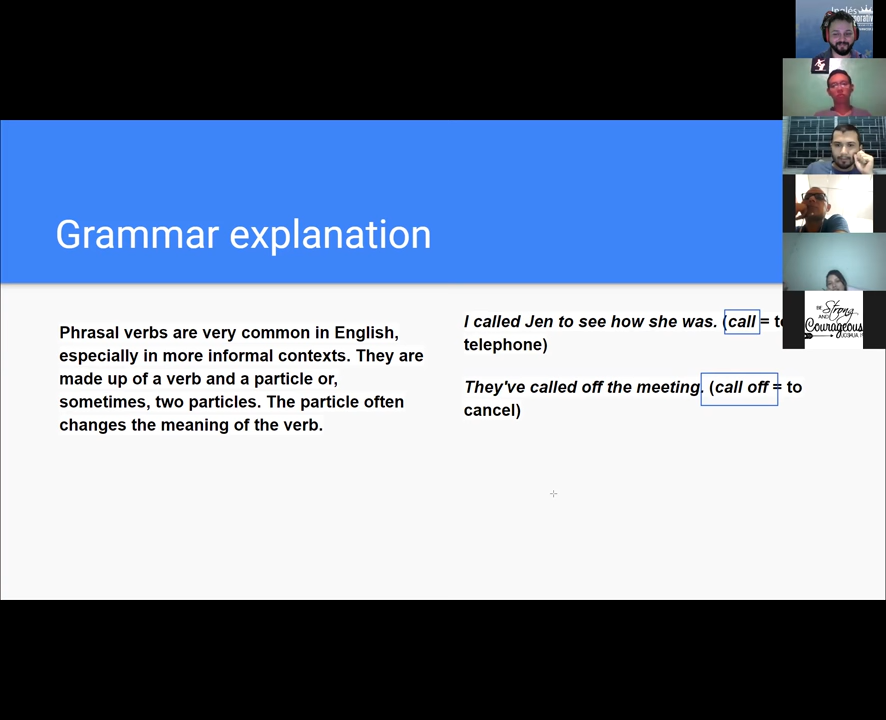 Inglés
Grammar explanation
Phrasal verbs are very common in English,
especially in more informal contexts. They are
made up of a verb and a particle or,
sometimes, two particles. The particle often
changes the meaning of the verb.
I called Jen to see how she was. (call = to
telephone)
They've called off the meeting. (call off = to
cancel)
BE
Strong
AND
Courageous